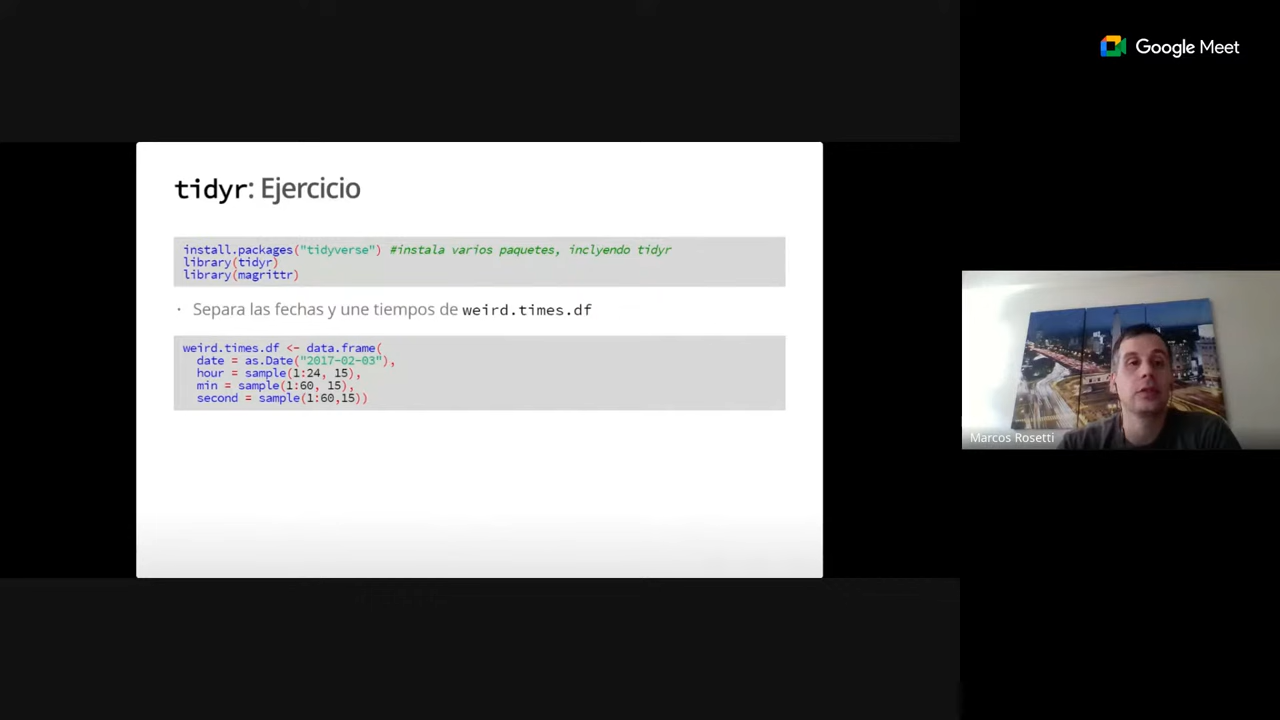 Google Meet
tidyr: Ejercicio
install.packages("tidyverse") #instala varios paquetes, inclyendo tidyr
library(tidyr)
library(magrittr)
· Separa las fechas y une tiempos de weird.times.df
weird.times.df <- data.frame(
date = as.Date("2017-02-03"),
hour = sample(1:24, 15),
min = sample(1:60, 15),
second = sample(1:60,15))
Marcos Rosetti